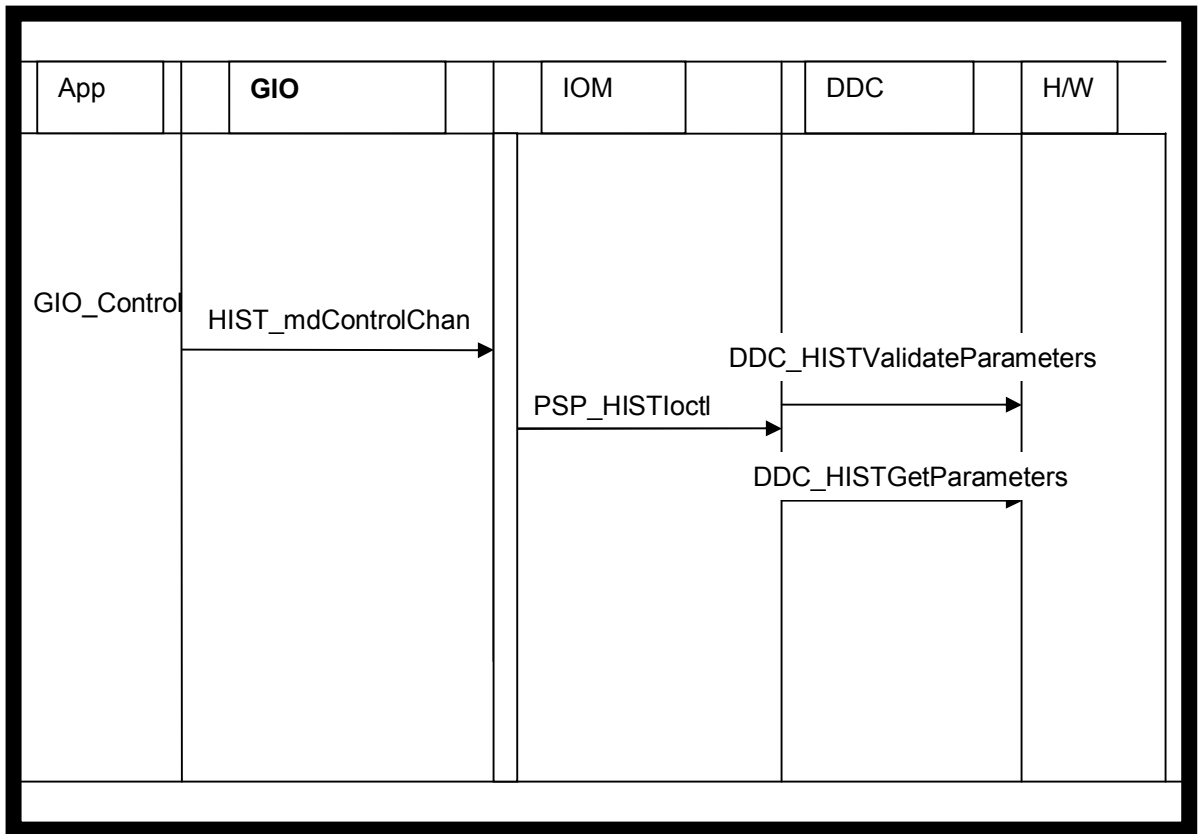 App
GIO
IOM
DDC
H/W
GIO_Control
HIST_mdControlChan
DDC_HISTValidateParameters
PSP_HISTIoctl
DDC_HISTGetParameters